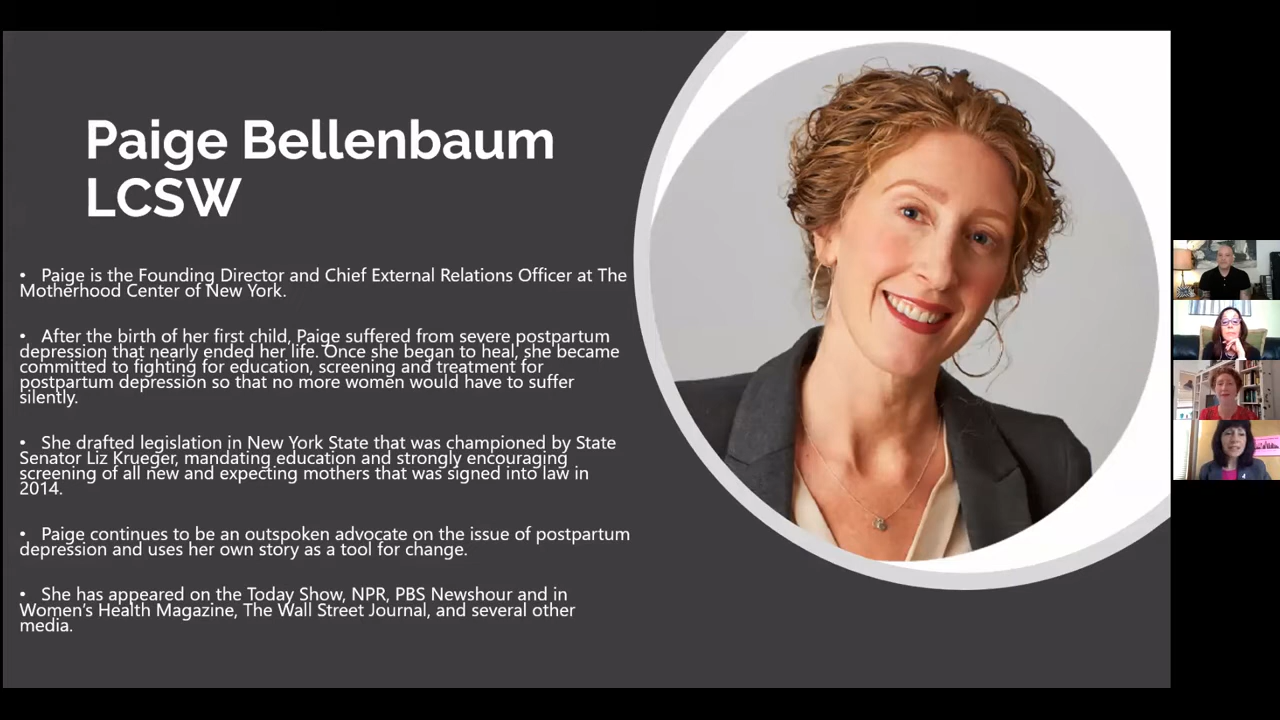 Paige Bellenbaum
LCSW
• Paige is the Founding Director and Chief External Relations Officer at The
Motherhood Center of New York.
• After the birth of her first child, Paige suffered from severe postpartum
depression that nearly ended her life. Once she began to heal, she became
committed to fighting for education, screening and treatment for
postpartum depression so that no more women would have to suffer
silently.
• She drafted legislation in New York State that was championed by State
Senator Liz Krueger, mandating education and strongly encouraging
screening of all new and expecting mothers that was signed into law in
2014.
• Paige continues to be an outspoken advocate on the issue of postpartum
depression and uses her own story as a tool for change.
• She has appeared on the Today Show, NPR, PBS Newshour and in
Women’s Health Magazine, The Wall Street Journal, and several other
media.